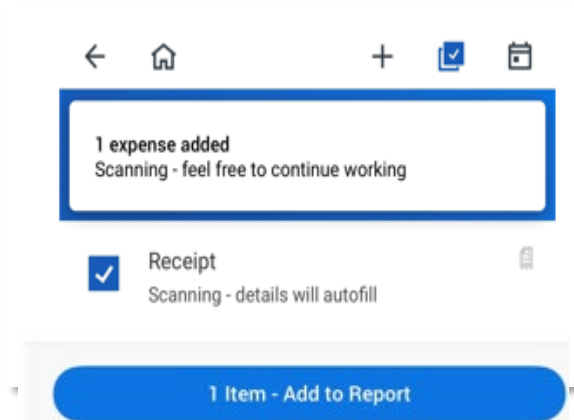 1 expense added
Scanning - feel free to continue working
Receipt
Scanning - details will autofill
1 Item - Add to Report